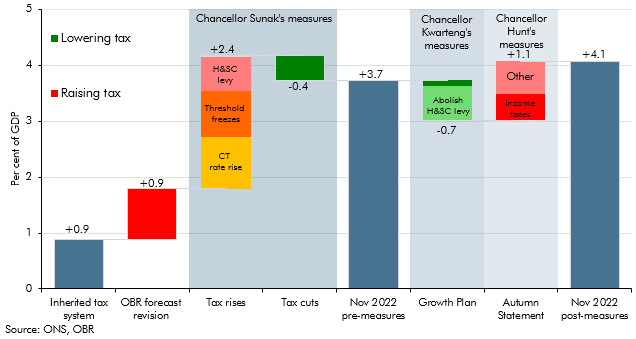 Chancellor Sunak's measures
Chancellor
Kwarteng's
measures
Chancellor
Hunt's
measures
Lowering tax
Raising tax
Per cent of GDP
5
4
3
2
1
0
+0.9
+0.9
+2.4
H&SC
levy
Threshold
freezes
CT
rate rise
-0.4
+3.7
Abolish
H&SC levy
-0.7
+1.1
Other
Income
taxes
+4.1
Inherited tax
system
OBR forecast
revision
Tax rises
Tax cuts
Nov 2022
pre-measures
Growth Plan
Autumn
Statement
Nov 2022
post-measures
Source: ONS, OBR